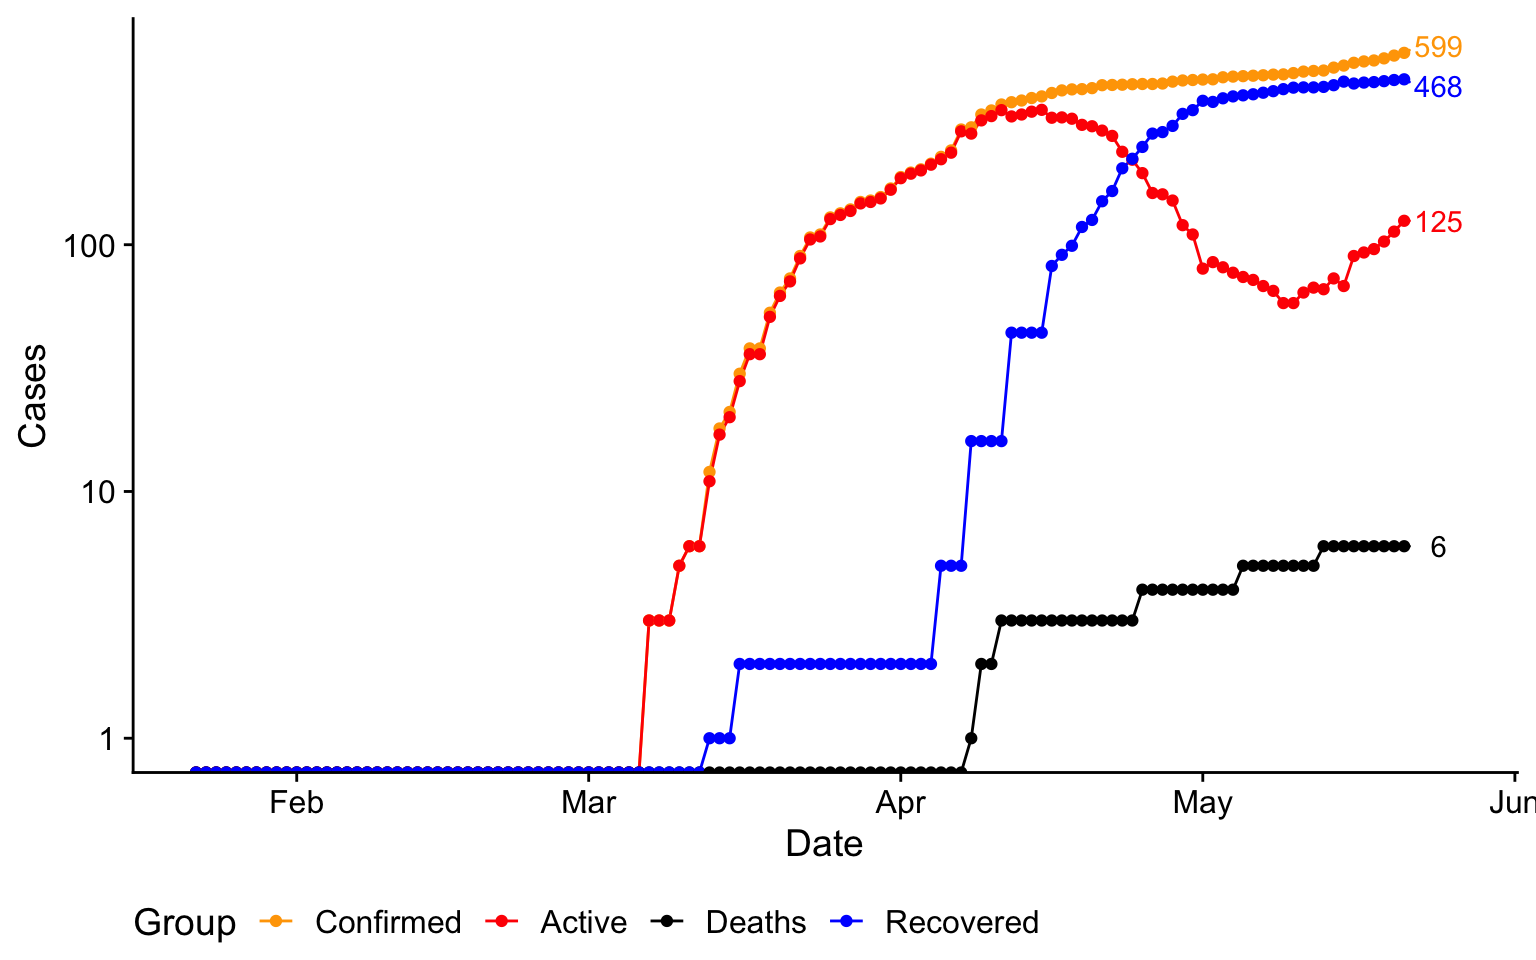 599
468
125
6
100
10
1
Cases
Feb Mar Apr May Jun
Date
Group Confirmed Active Deaths Recovered